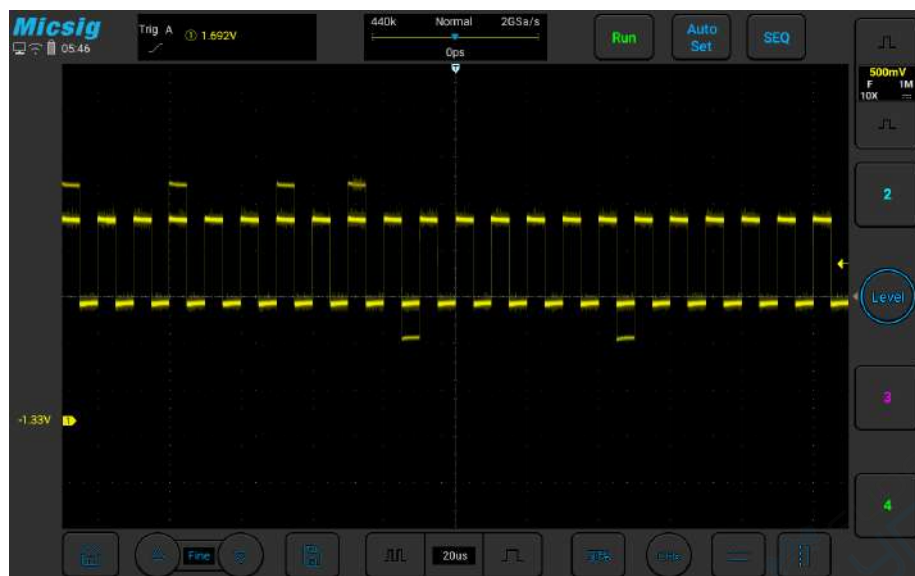 Micsig
05:46
Trig A
① 1.692V
440k Normal 2GSa/s
0ps
Run
Auto
Set
SEQ
T
500mV
F 1M
10X
2
Level
3
-1.33V
1
4
Fine
20us